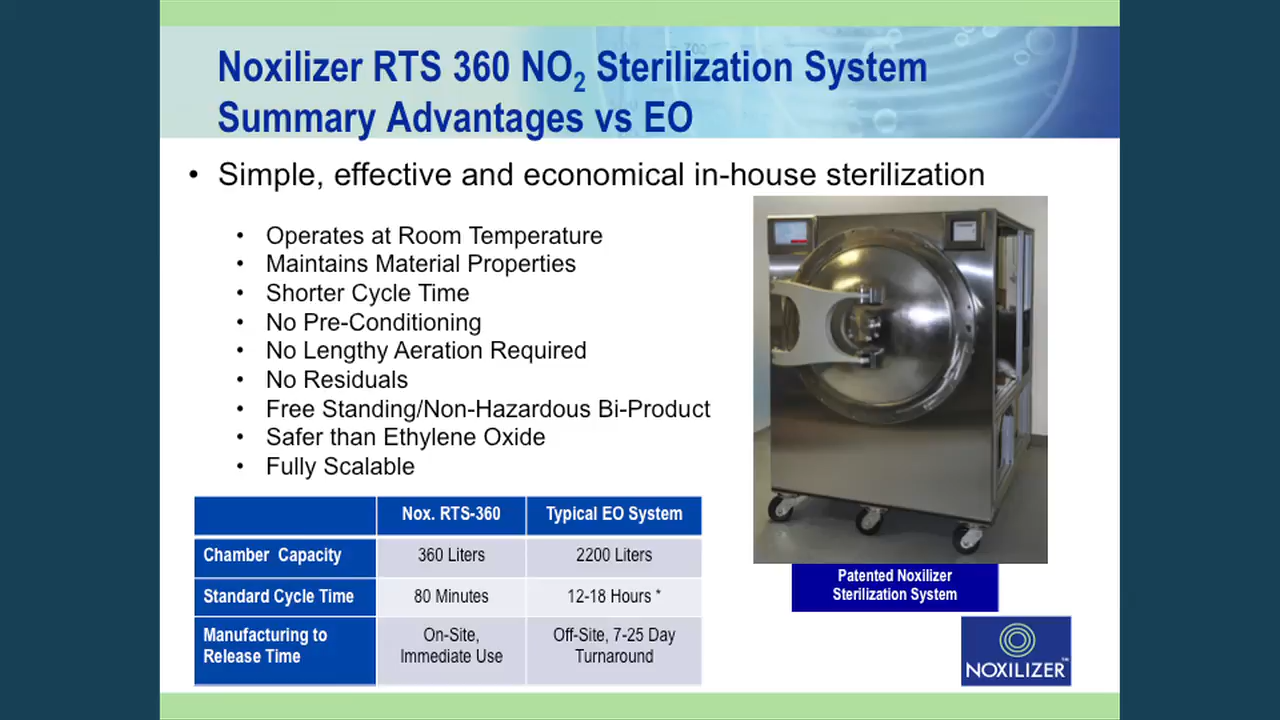 Noxilizer RTS 360 NO2 Sterilization System
Summary Advantages vs EO
• Simple, effective and economical in-house sterilization
• Operates at Room Temperature
• Maintains Material Properties
• Shorter Cycle Time
• No Pre-Conditioning
• No Lengthy Aeration Required
• No Residuals
• Free Standing/Non-Hazardous Bi-Product
• Safer than Ethylene Oxide
• Fully Scalable
Nox. RTS-360 Typical EO System
Chamber Capacity 360 Liters 2200 Liters
Standard Cycle Time 80 Minutes 12-18 Hours *
Manufacturing to On-Site, Off-Site, 7-25 Day
Release Time Immediate Use Turnaround
Patented Noxilizer
Sterilization System
NOXILIZER™